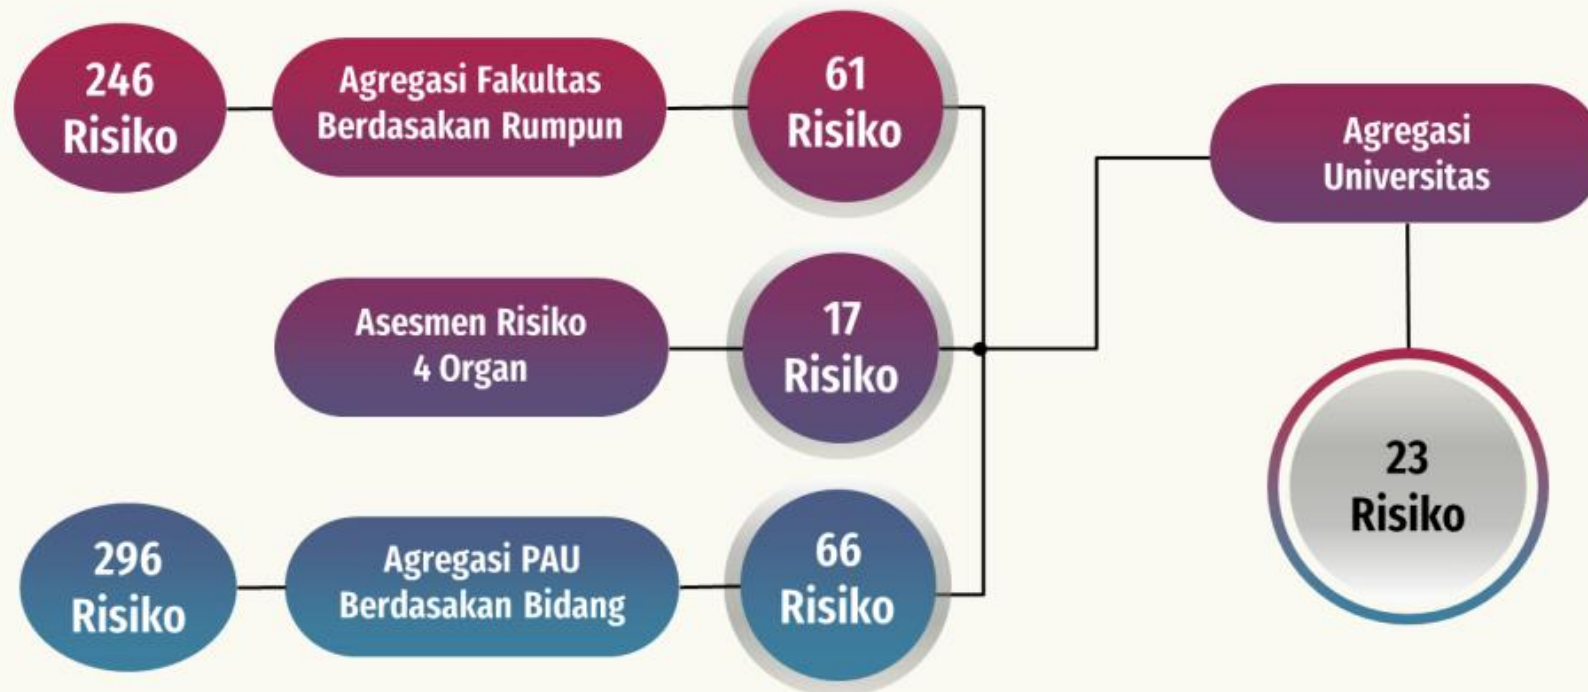 246
Risiko
Agregasi Fakultas
Berdasakan Rumpun
61
Risiko
Agregasi
Universitas
Asesmen Risiko
4 Organ
17
Risiko
23
Risiko
296
Risiko
Agregasi PAU
Berdasakan Bidang
66
Risiko